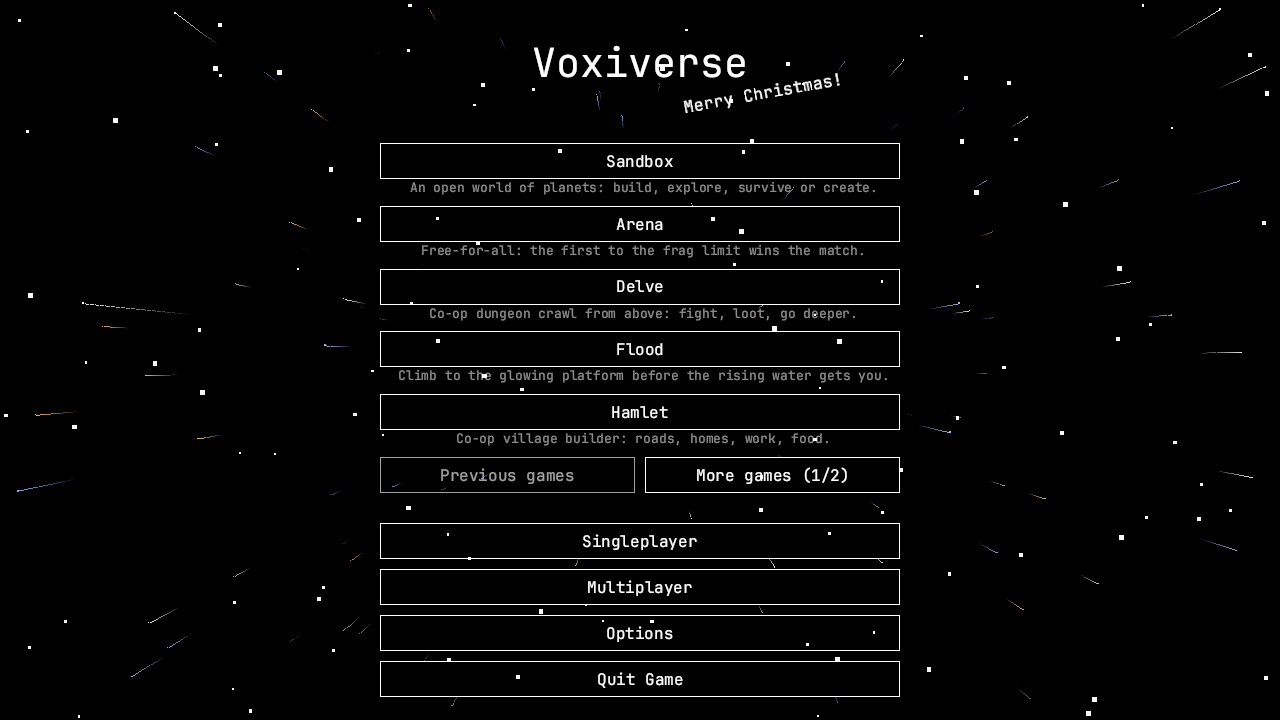 Voxiverse
Merry Christmas!
Sandbox
An open world of planets: build, explore, survive or create.
Arena
Free-for-all: the first to the frag limit wins the match.
Delve
Co-op dungeon crawl from above: fight, loot, go deeper.
Flood
Climb to the glowing platform before the rising water gets you.
Hamlet
Co-op village builder: roads, homes, work, food.
Previous games
More games (1/2)
Singleplayer
Multiplayer
Options
Quit Game